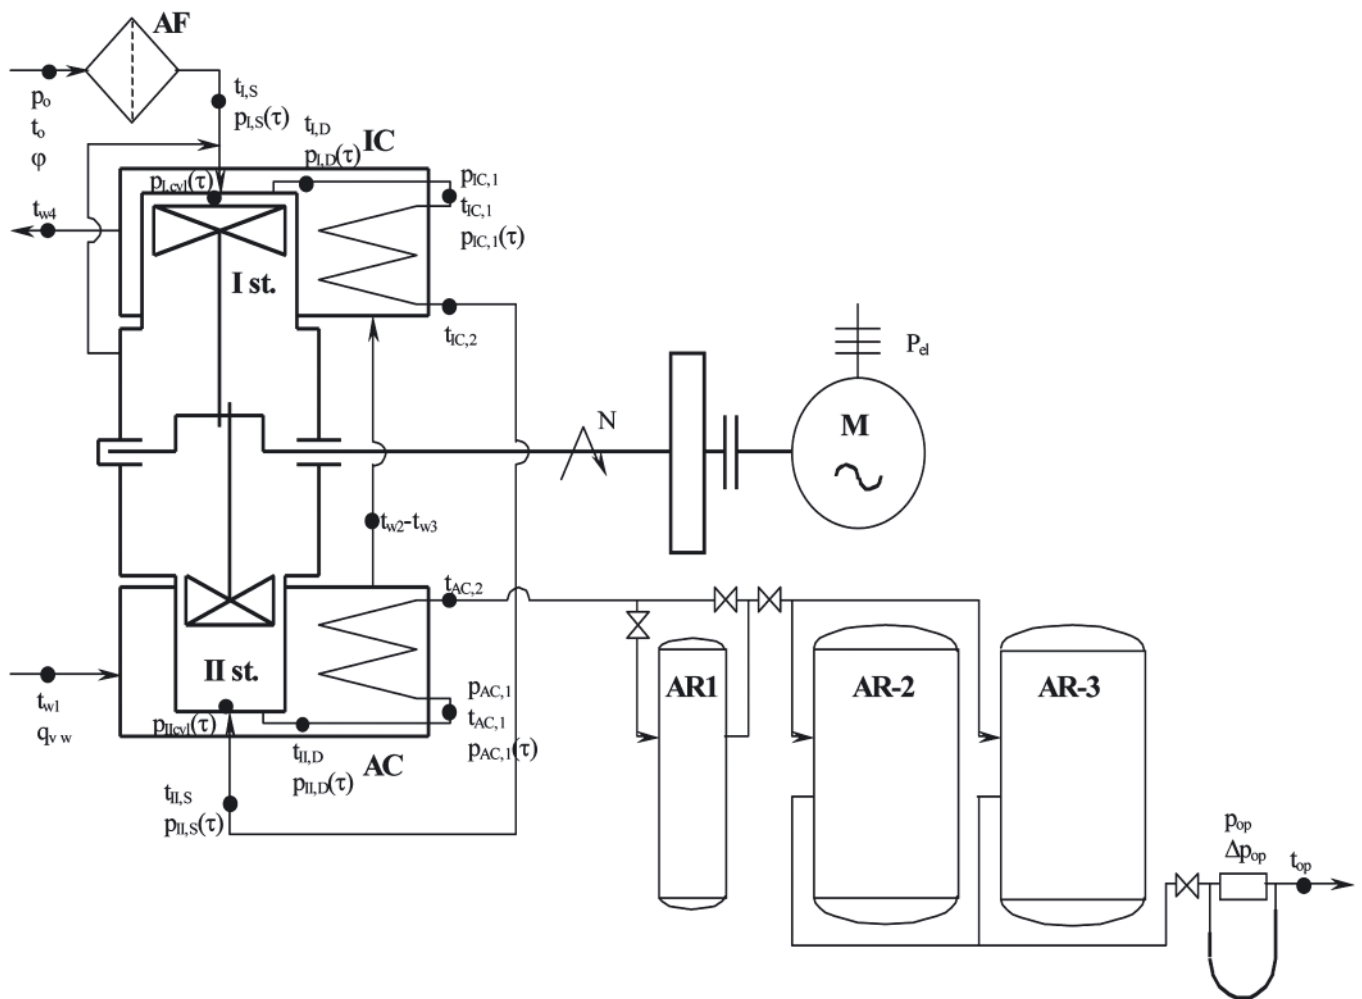 AF
p₀
t₀
φ
t_I,S
p_I,S(τ)
t_I,D
p_I,D(τ)
IC
p_I,cyl(τ)
p_IC,1
t_IC,1
p_IC,1(τ)
t_w4
I st.
t_IC,2
P_el
N
M
t_w2-t_w3
t_AC,2
II st.
AR1
AR-2
AR-3
t_w1
q_v w
p_IIcyl(τ)
p_AC,1
t_AC,1
p_AC,1(τ)
t_II,D
p_II,D(τ)
AC
t_II,S
p_II,S(τ)
p_op
Δp_op
t_op